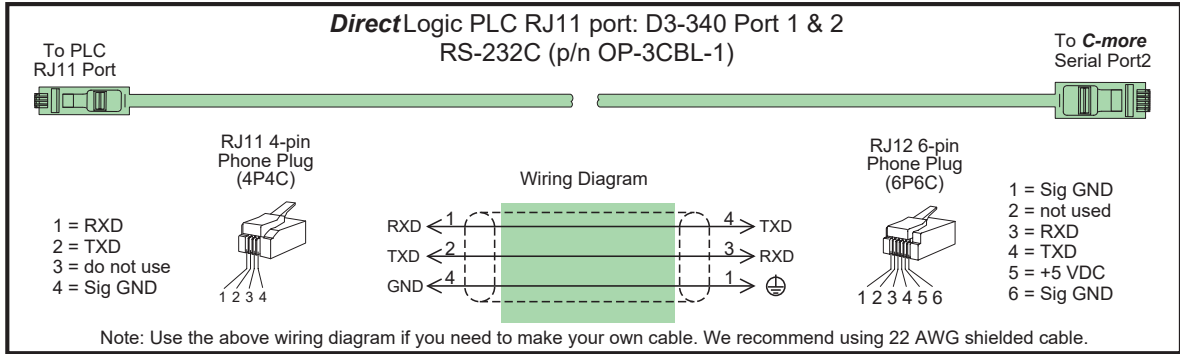 DirectLogic PLC RJ11 port: D3-340 Port 1 & 2
RS-232C (p/n OP-3CBL-1)
To PLC
RJ11 Port
To C-more
Serial Port2
RJ11 4-pin
Phone Plug
(4P4C)
1 = RXD
2 = TXD
3 = do not use
4 = Sig GND
1 2 3 4
Wiring Diagram
RXD 1 4 TXD
TXD 2 3 RXD
GND 4 1
RJ12 6-pin
Phone Plug
(6P6C)
1 2 3 4 5 6
1 = Sig GND
2 = not used
3 = RXD
4 = TXD
5 = +5 VDC
6 = Sig GND
Note: Use the above wiring diagram if you need to make your own cable. We recommend using 22 AWG shielded cable.